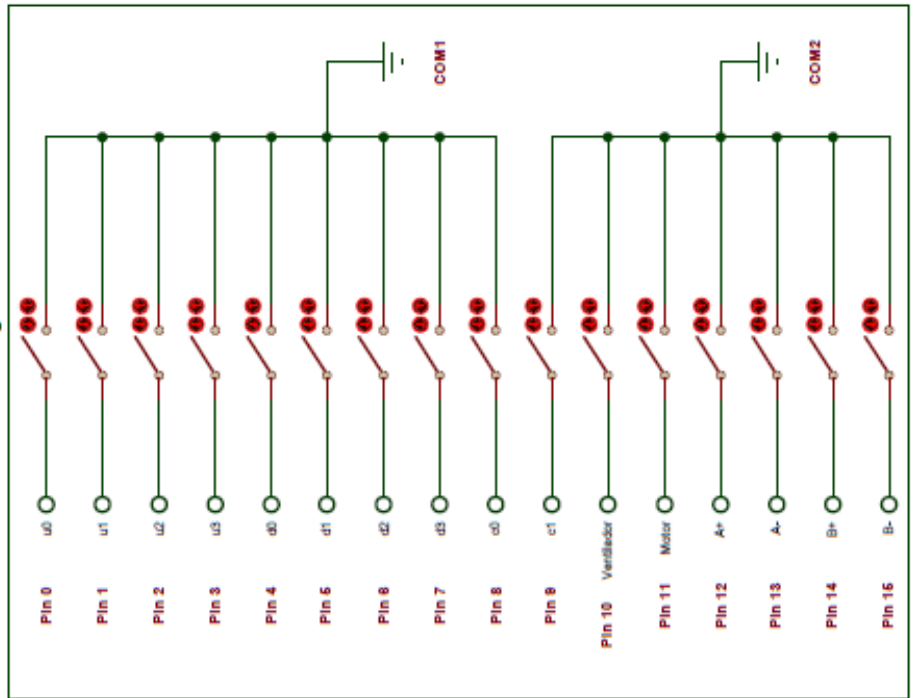 COM1
COM2
u0
u1
u2
u3
d0
d1
d2
d3
c0
c1
Ventilador
Motor
A+
A-
B+
B-
Pin 0
Pin 1
Pin 2
Pin 3
Pin 4
Pin 5
Pin 6
Pin 7
Pin 8
Pin 9
Pin 10
Pin 11
Pin 12
Pin 13
Pin 14
Pin 15